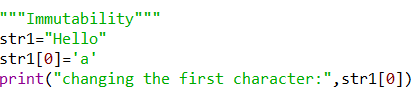 """Immutability"""
str1="Hello"
str1[0]='a'
print("changing the first character:",str1[0])